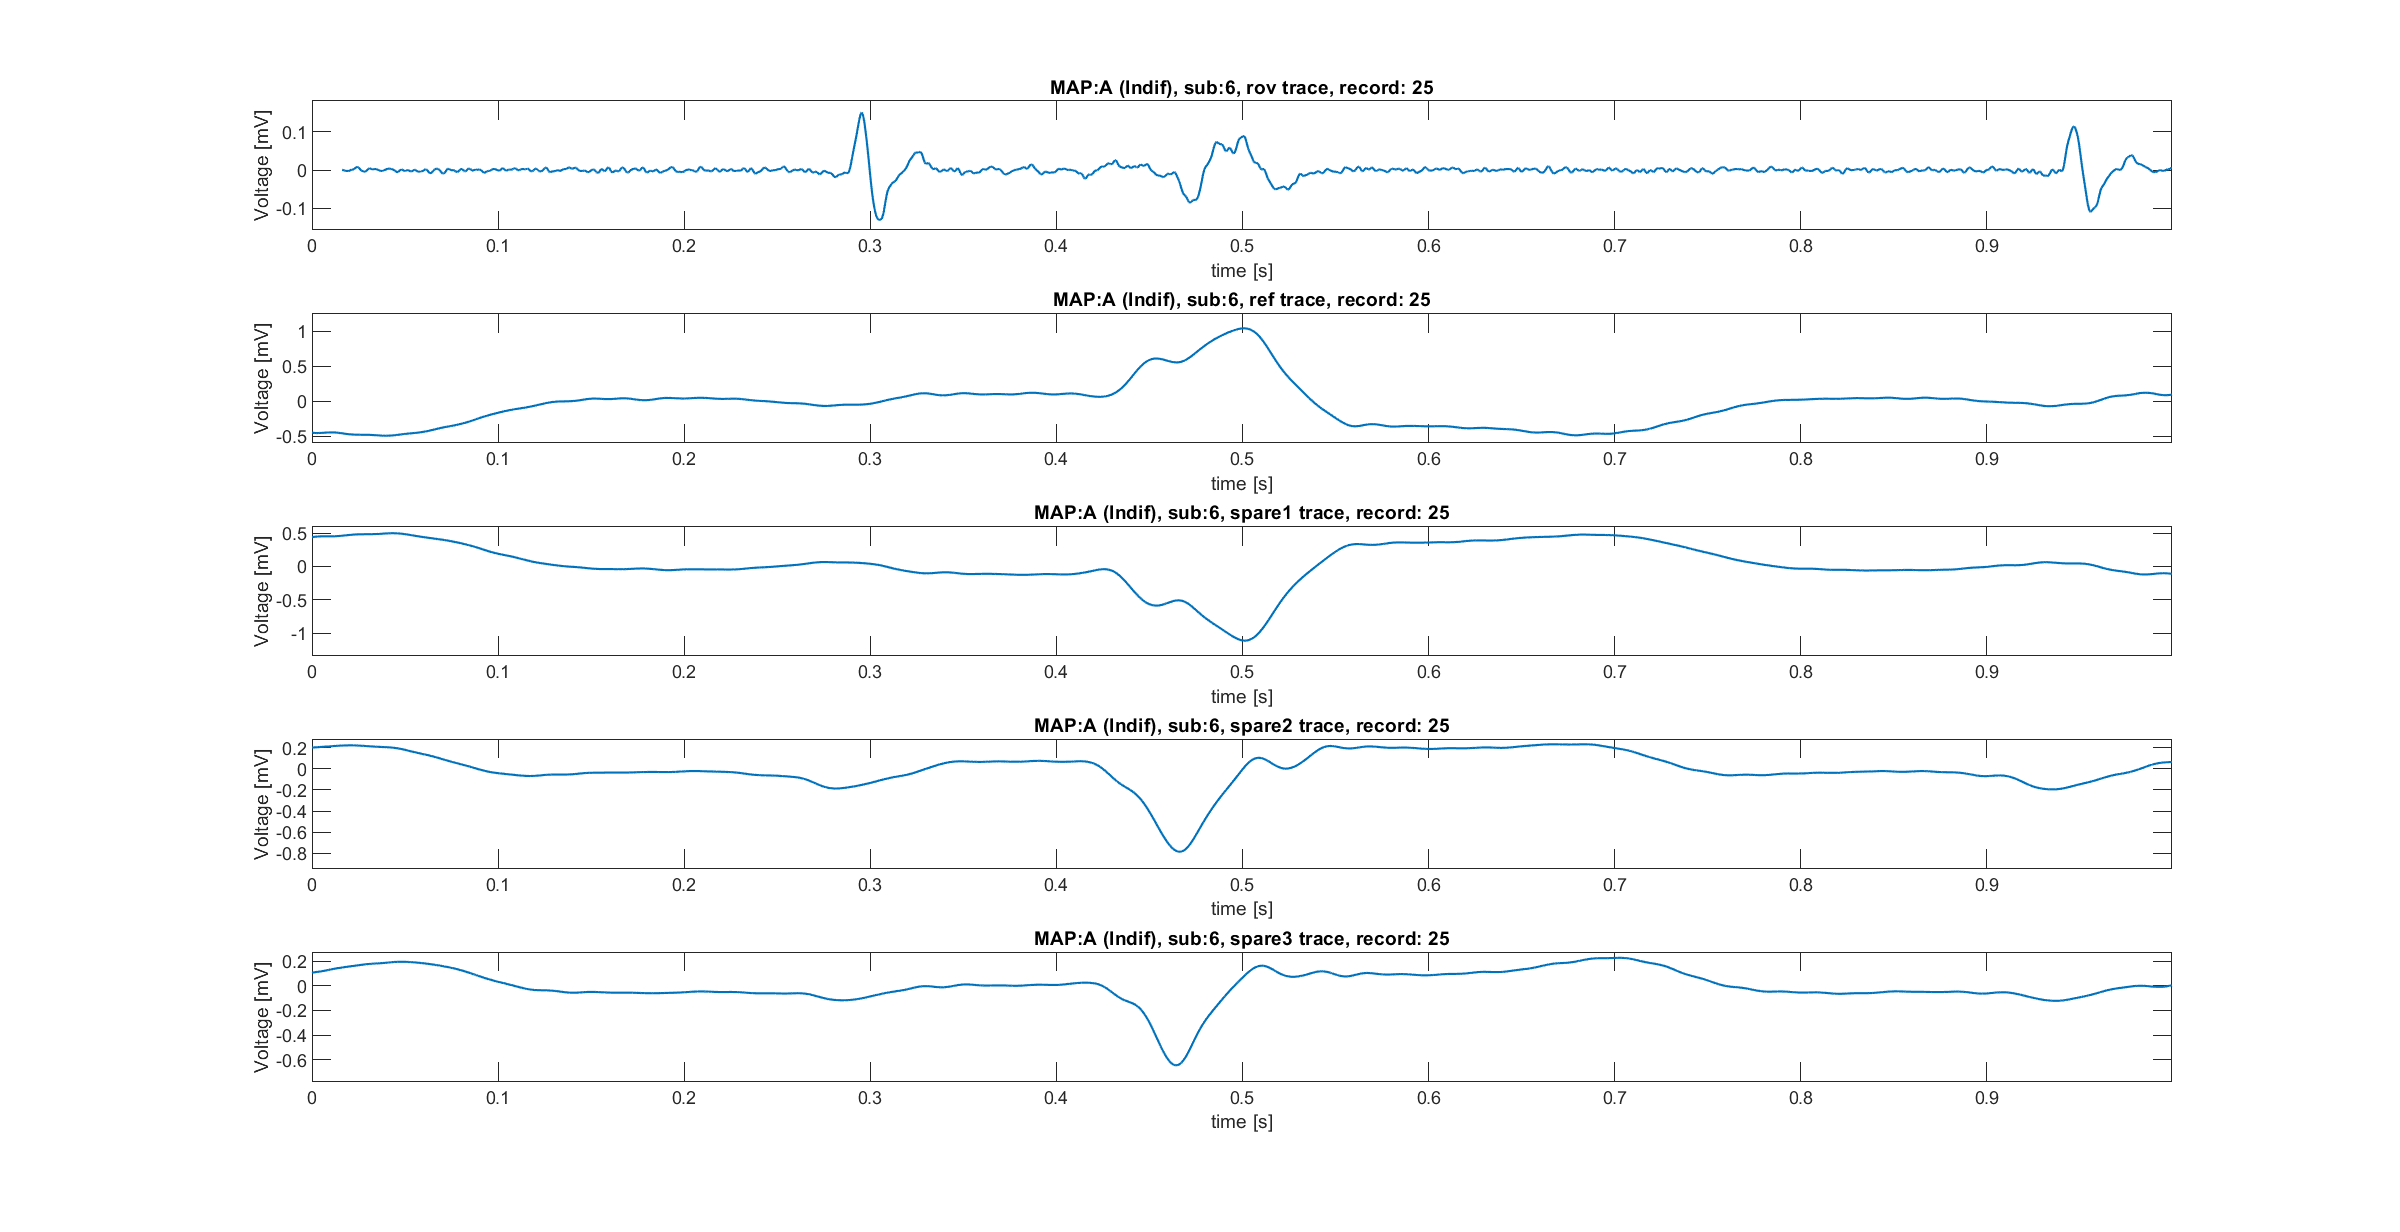 MAP:A (Indif), sub:6, rov trace, record: 25
Voltage [mV]
0.1
0
-0.1
0 0.1 0.2 0.3 0.4 0.5 0.6 0.7 0.8 0.9
time [s]
MAP:A (Indif), sub:6, ref trace, record: 25
Voltage [mV]
1
0.5
0
-0.5
0 0.1 0.2 0.3 0.4 0.5 0.6 0.7 0.8 0.9
time [s]
MAP:A (Indif), sub:6, spare1 trace, record: 25
Voltage [mV]
0.5
0
-0.5
-1
0 0.1 0.2 0.3 0.4 0.5 0.6 0.7 0.8 0.9
time [s]
MAP:A (Indif), sub:6, spare2 trace, record: 25
Voltage [mV]
0.2
0
-0.2
-0.4
-0.6
-0.8
0 0.1 0.2 0.3 0.4 0.5 0.6 0.7 0.8 0.9
time [s]
MAP:A (Indif), sub:6, spare3 trace, record: 25
Voltage [mV]
0.2
0
-0.2
-0.4
-0.6
0 0.1 0.2 0.3 0.4 0.5 0.6 0.7 0.8 0.9
time [s]